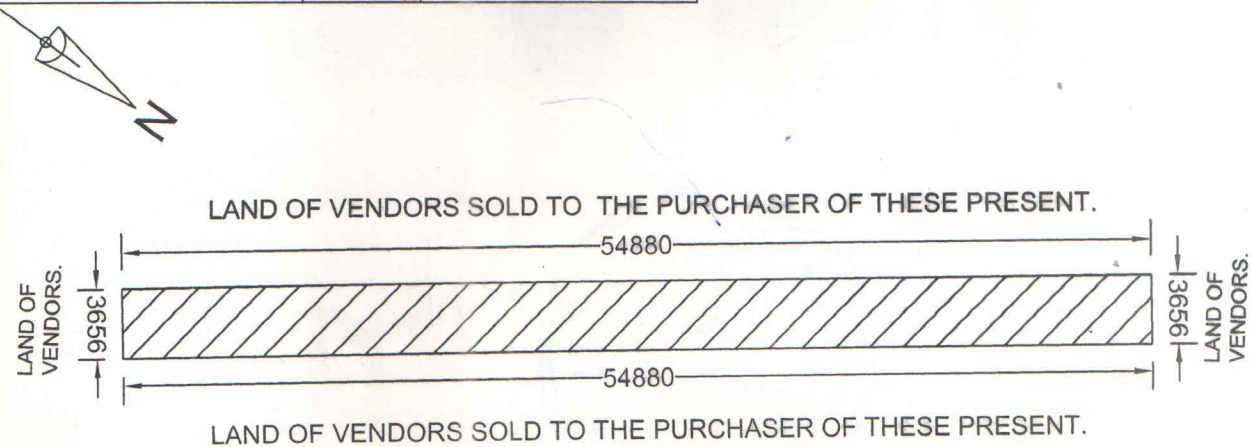 N
LAND OF VENDORS SOLD TO THE PURCHASER OF THESE PRESENT.
54880
LAND OF
VENDORS.
3656
3656
LAND OF
VENDORS.
54880
LAND OF VENDORS SOLD TO THE PURCHASER OF THESE PRESENT.